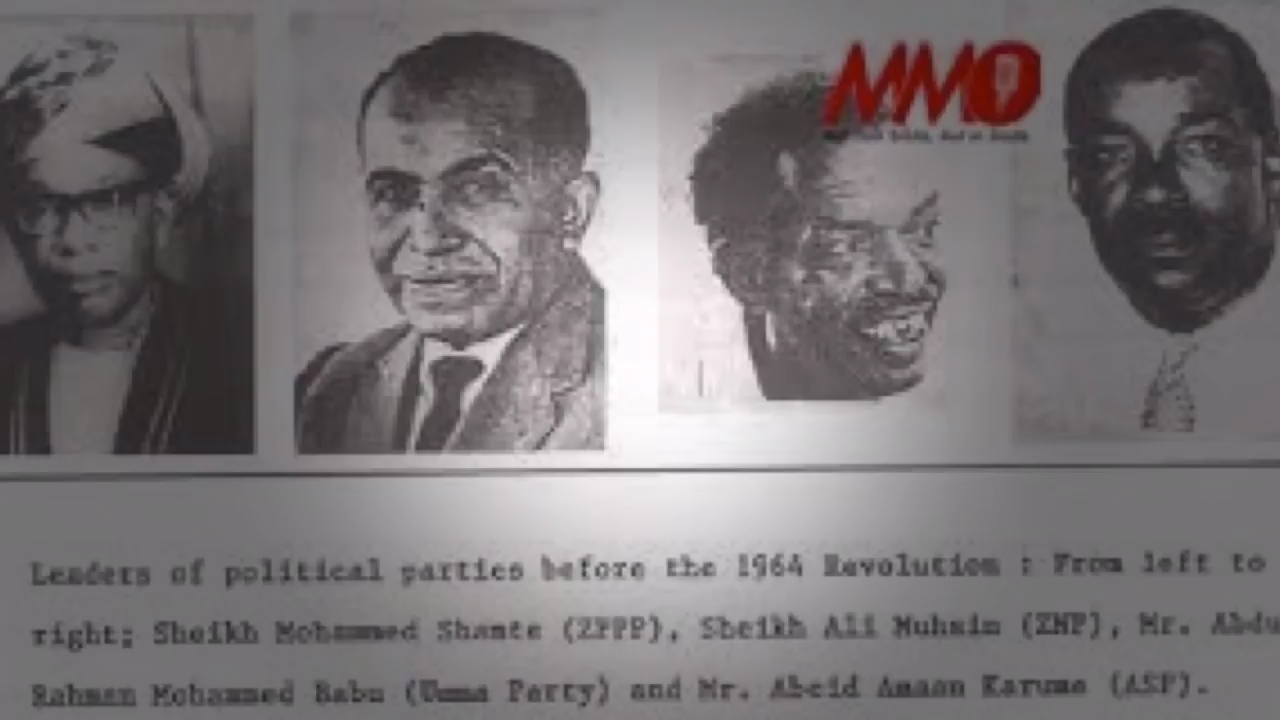 MMO
Leaders of political parties before the 1964 Revolution : From left to
right; Sheikh Mohammed Shamte (ZPPP), Sheikh Ali Muhsin (ZNP), Mr. Abdu
Rahman Mohammed Babu (Umma Party) and Mr. Abeid Amaan Karume (ASP).